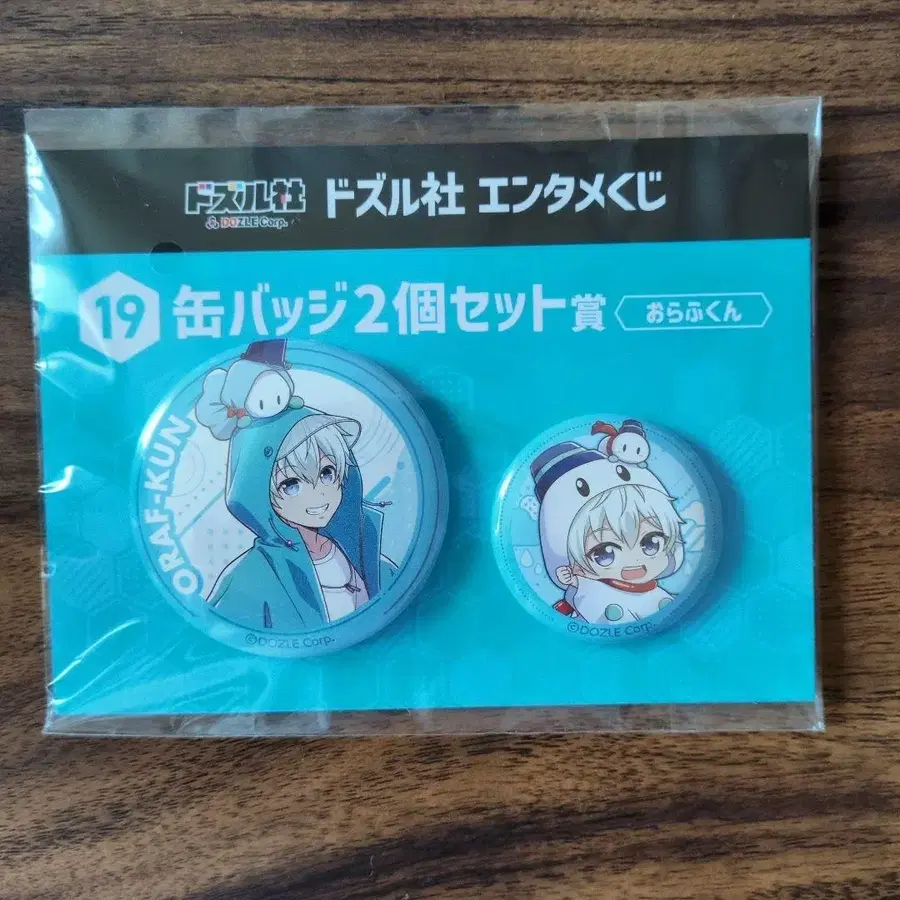 ドズル社
& DOZLE Corp.
ドズル社 エンタメくじ
19 缶バッジ2個セット賞 おらふくん
ORAF-KUN
©DOZLE Corp.
©DOZLE Corp.